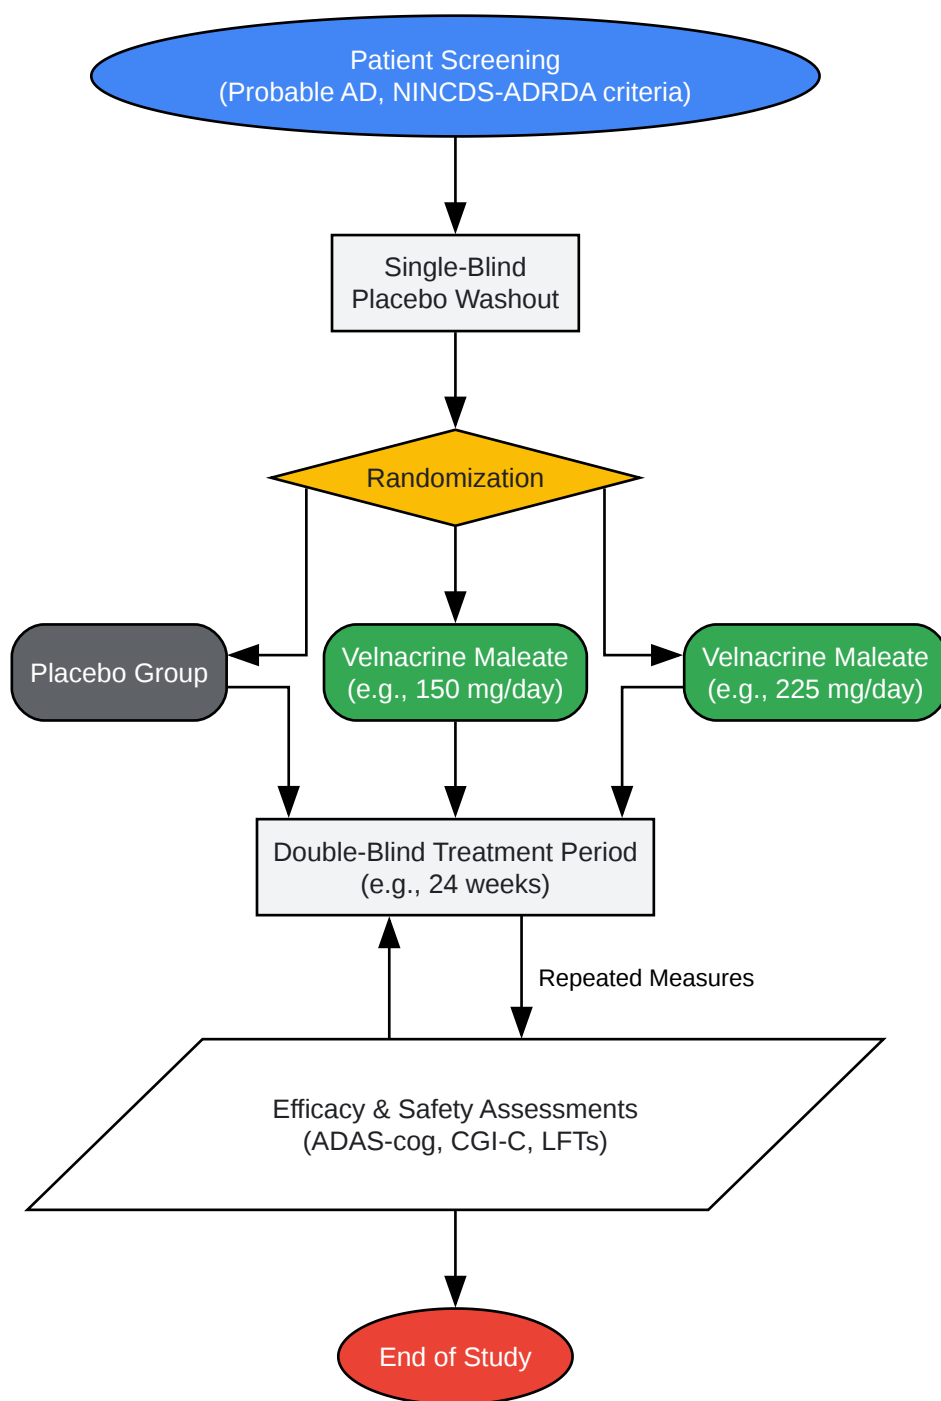 Patient Screening
(Probable AD, NINCDS-ADRDA criteria)
Single-Blind
Placebo Washout
Randomization
Placebo Group
Velnacrine Maleate
(e.g., 150 mg/day)
Velnacrine Maleate
(e.g., 225 mg/day)
Double-Blind Treatment Period
(e.g., 24 weeks)
Repeated Measures
Efficacy & Safety Assessments
(ADAS-cog, CGI-C, LFTs)
End of Study